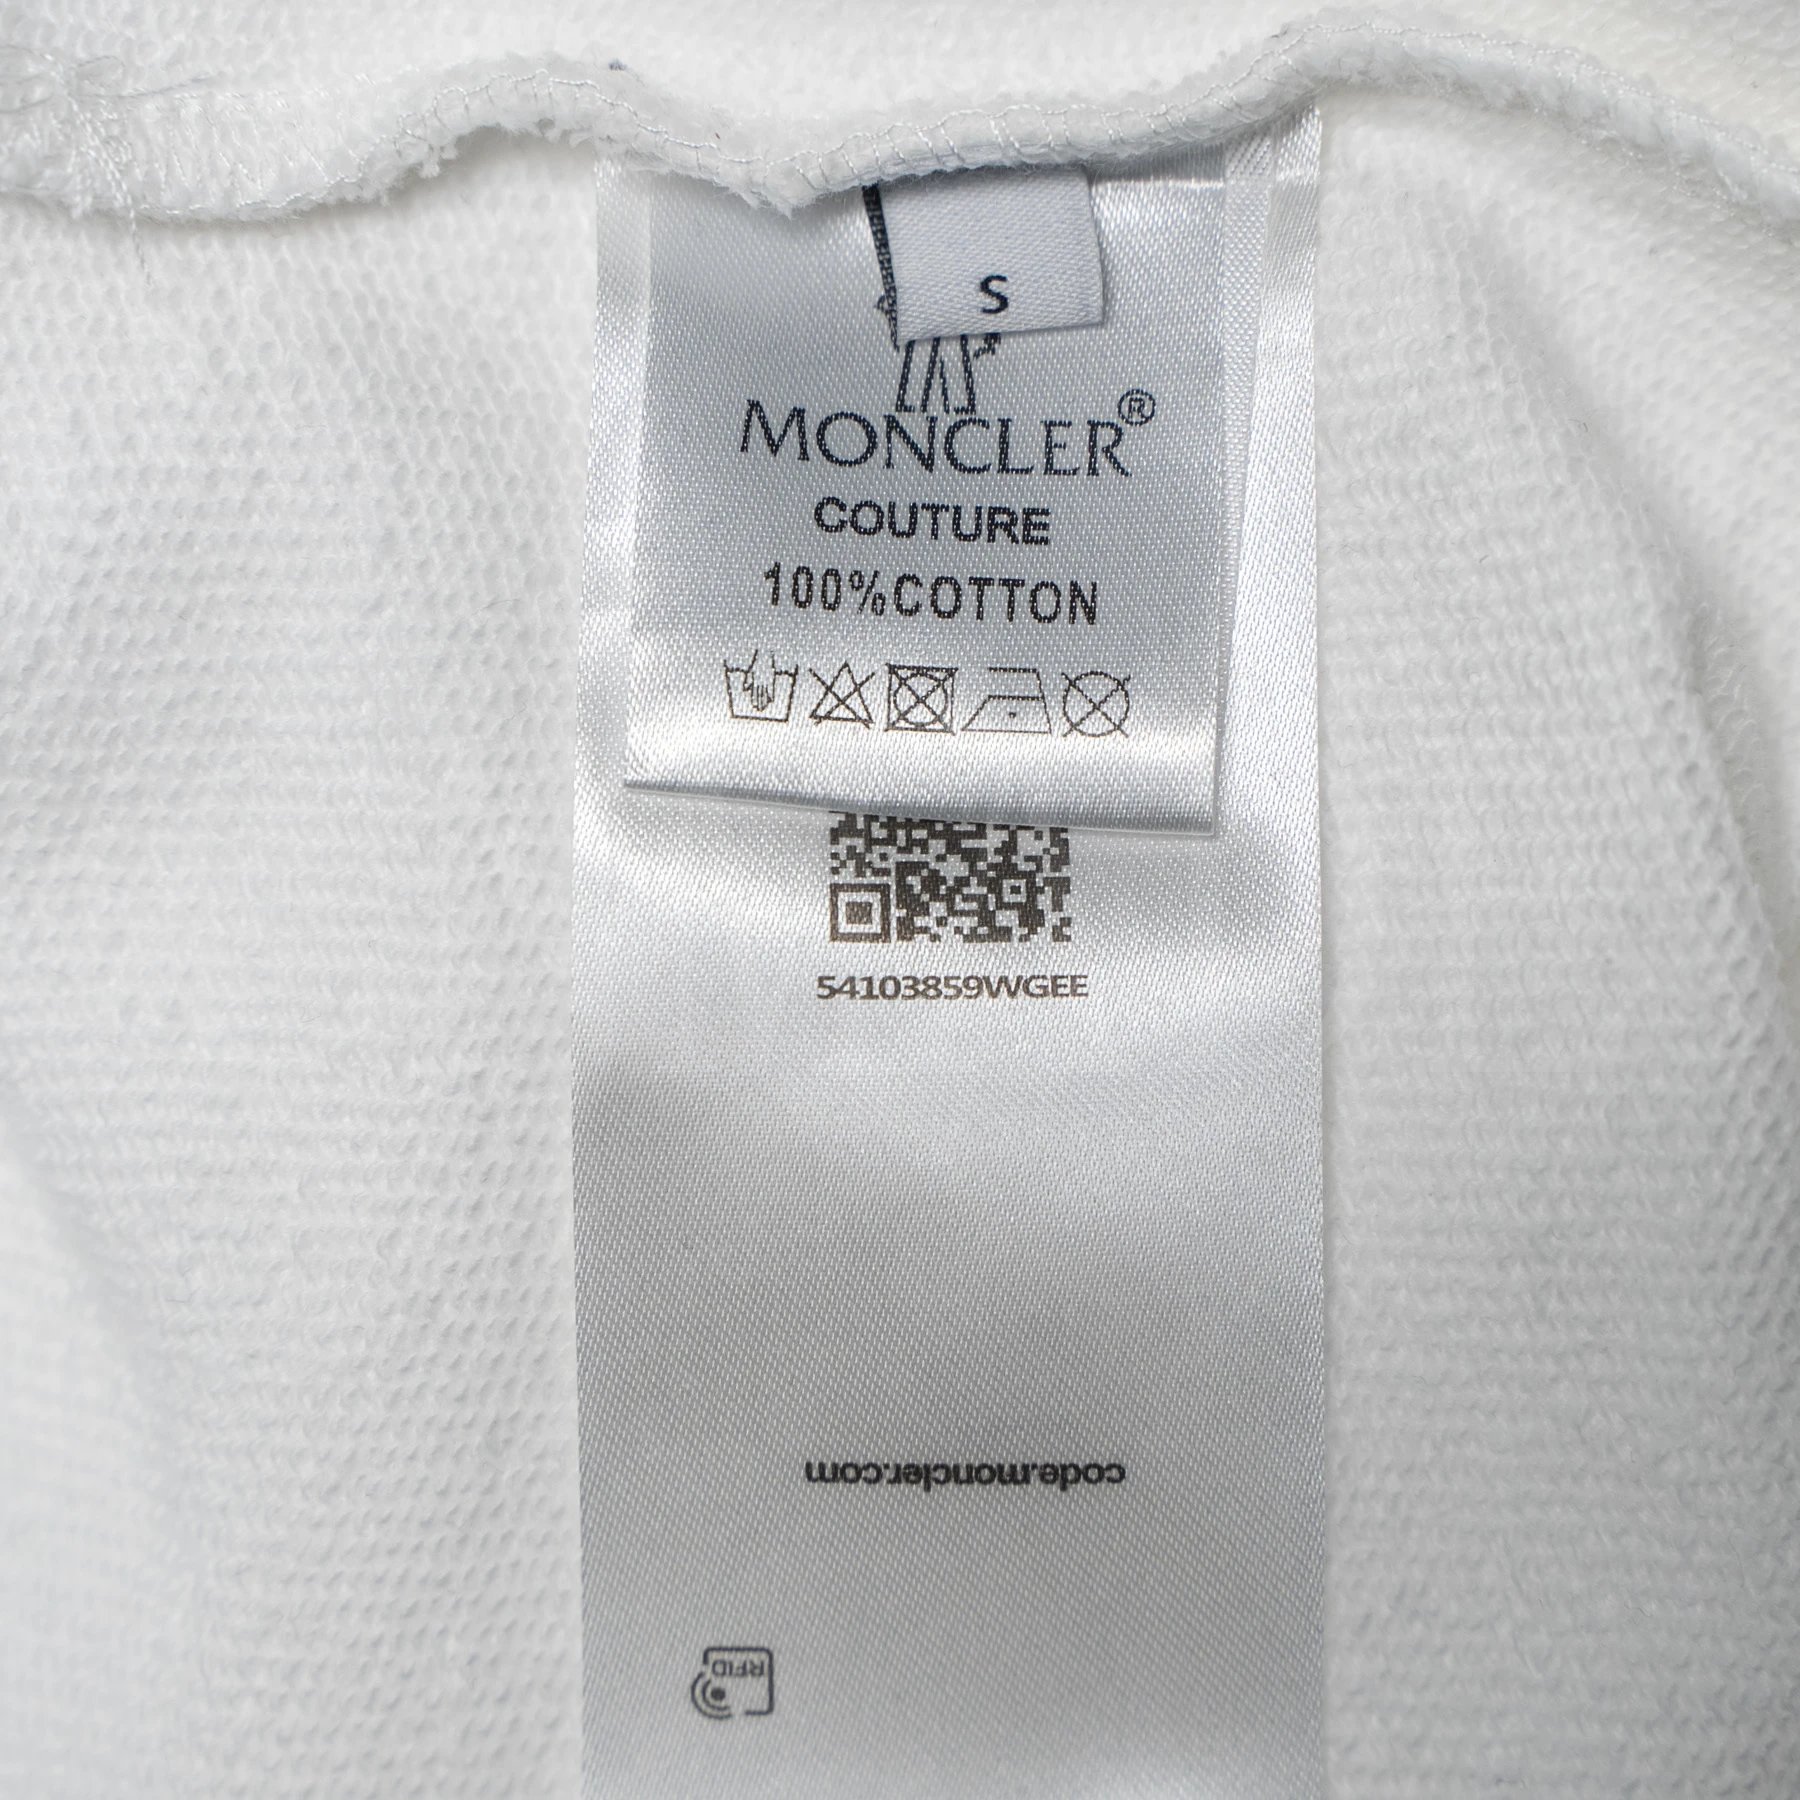 S
MONCLER®
COUTURE
100%COTTON
54103859WGEE
code.moncler.com
RFID